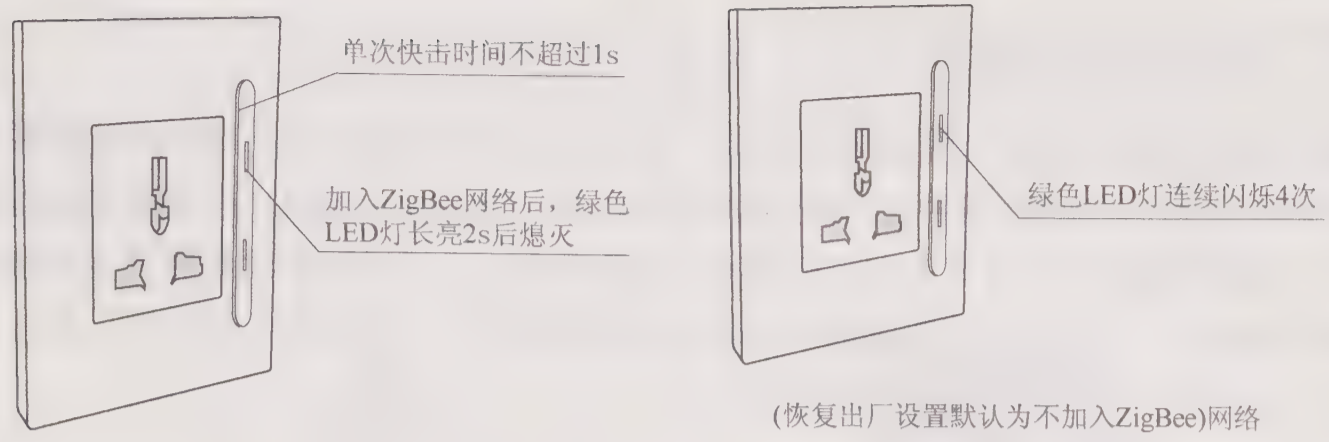 单次快击时间不超过1s
加入ZigBee网络后，绿色
LED灯长亮2s后熄灭
绿色LED灯连续闪烁4次
(恢复出厂设置默认为不加入ZigBee)网络